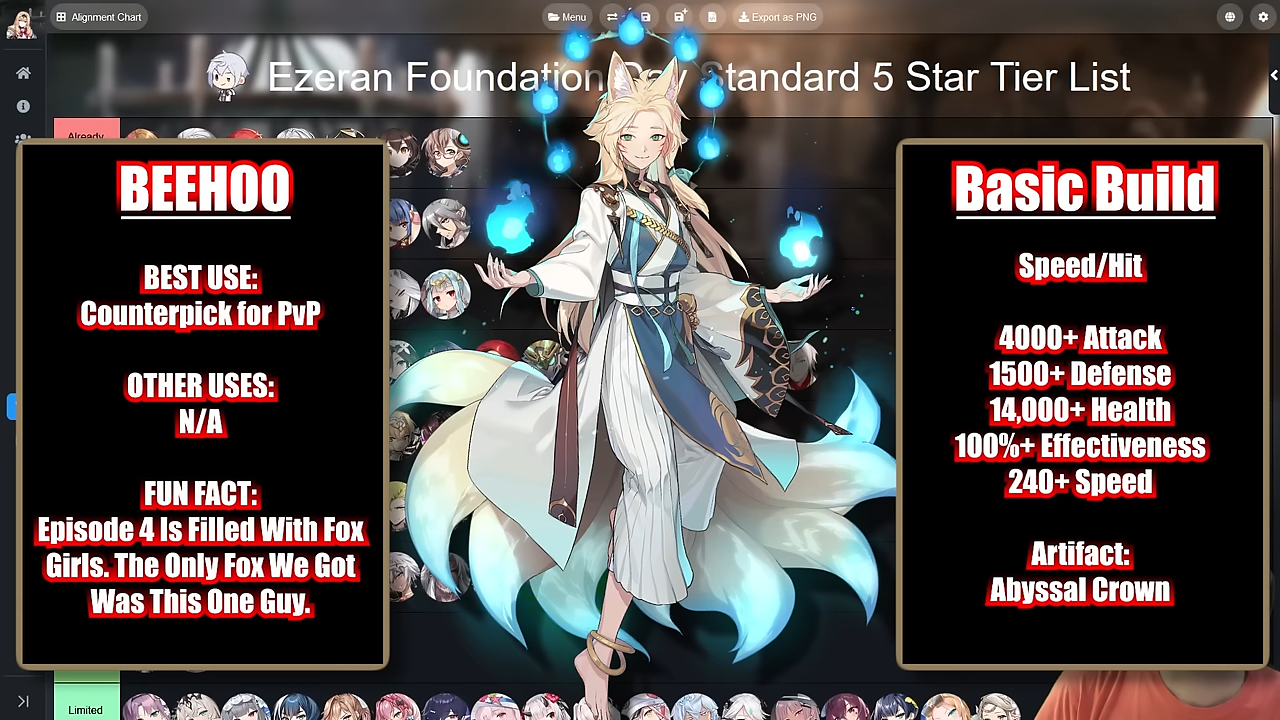 Alignment Chart
Menu
Export as PNG
Ezeran Foundation Day Standard 5 Star Tier List
Already
BEEHOO
BEST USE:
Counterpick for PvP
OTHER USES:
N/A
FUN FACT:
Episode 4 Is Filled With Fox
Girls. The Only Fox We Got
Was This One Guy.
Basic Build
Speed/Hit
4000+ Attack
1500+ Defense
14,000+ Health
100%+ Effectiveness
240+ Speed
Artifact:
Abyssal Crown
Limited